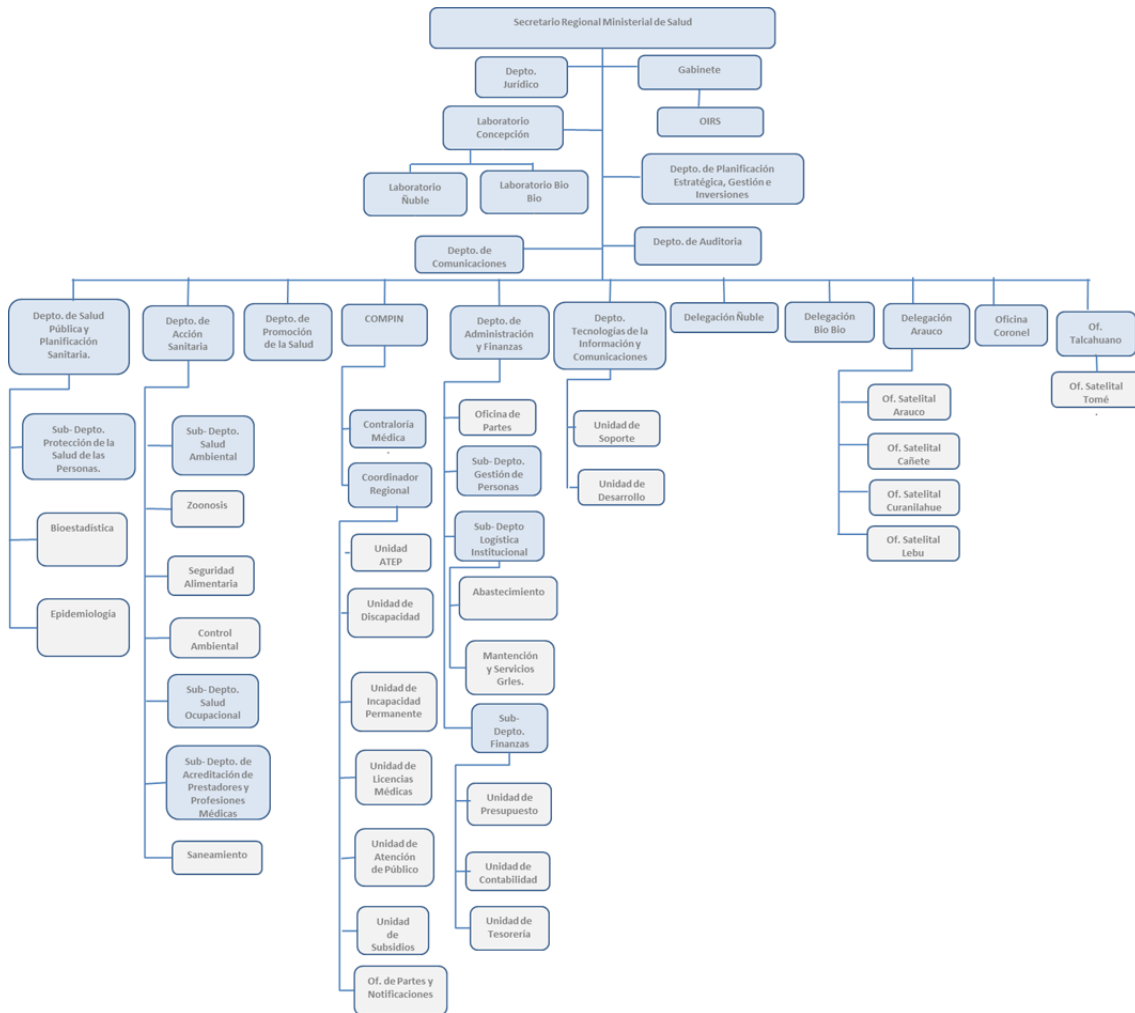 Secretario Regional Ministerial de Salud
Depto.
Jurídico
Gabinete
Laboratorio
Concepción
OIRS
Laboratorio
Ñuble
Laboratorio Bio
Bio
Depto. de Planificación
Estratégica, Gestión e
Inversiones
Depto. de
Comunicaciones
Depto. de Auditoria
Depto. de Salud
Pública y
Planificación
Sanitaria.
Depto. de
Acción
Sanitaria
Depto. de
Promoción
de la Salud
COMPIN
Depto. de
Administración
y Finanzas
Depto.
Tecnologías de la
Información y
Comunicaciones
Delegación Ñuble
Delegación
Bio Bio
Delegación
Arauco
Oficina
Coronel
Of.
Talcahuano
Sub- Depto.
Protección de la
Salud de las
Personas.
Bioestadística
Epidemiología
Sub- Depto.
Salud
Ambiental
Zoonosis
Seguridad
Alimentaria
Control
Ambiental
Sub- Depto.
Salud
Ocupacional
Sub- Depto. de
Acreditación de
Prestadores y
Profesiones
Médicas
Saneamiento
Contraloría
Médica
.
Coordinador
Regional
Unidad
ATEP
Unidad de
Discapacidad
Unidad de
Incapacidad
Permanente
Unidad de
Licencias
Médicas
Unidad de
Atención
de Público
Unidad
de
Subsidios
Of. de Partes y
Notificaciones
Oficina de
Partes
Sub- Depto.
Gestión de
Personas
Sub- Depto
Logística
Institucional
Abastecimiento
Mantención
y Servicios
Grles.
Sub-
Depto.
Finanzas
Unidad de
Presupuesto
Unidad de
Contabilidad
Unidad de
Tesorería
Unidad de
Soporte
Unidad de
Desarrollo
Of. Satelital
Arauco
Of. Satelital
Cañete
Of. Satelital
Curanilahue
Of. Satelital
Lebu
Of. Satelital
Tomé
.